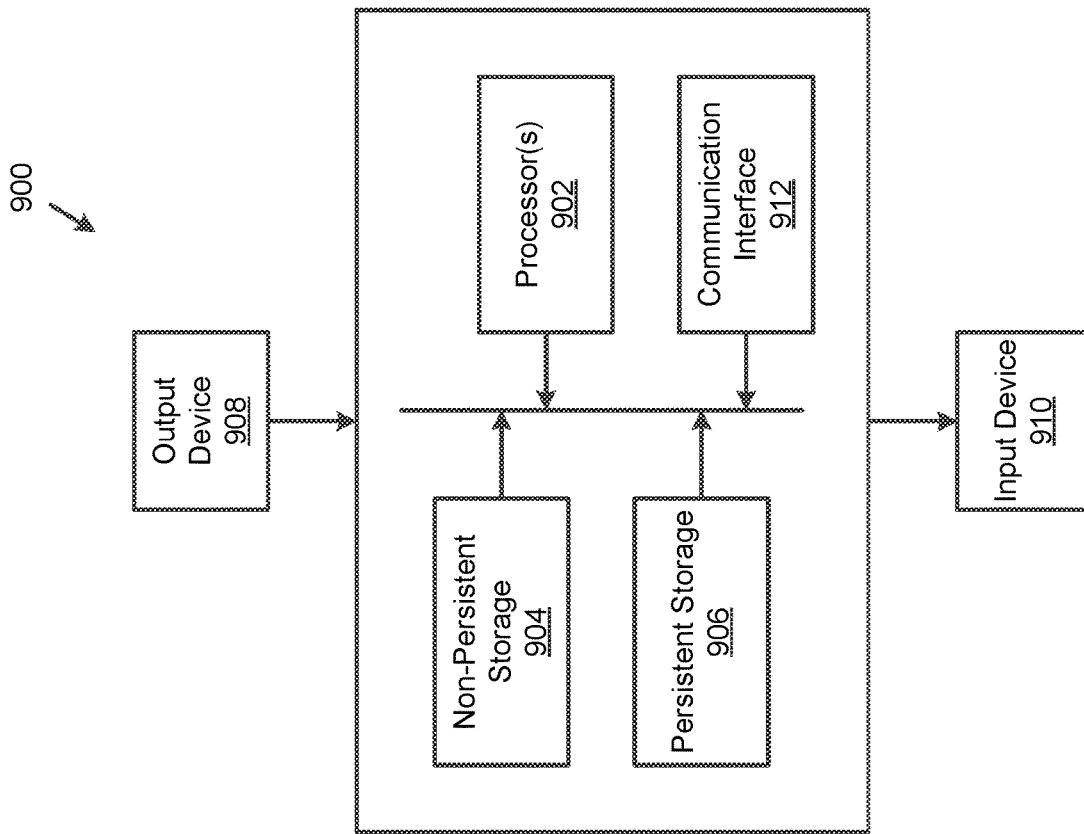 900
Output
Device
908
Non-Persistent
Storage
904
Processor(s)
902
Persistent Storage
906
Communication
Interface
912
Input Device
910